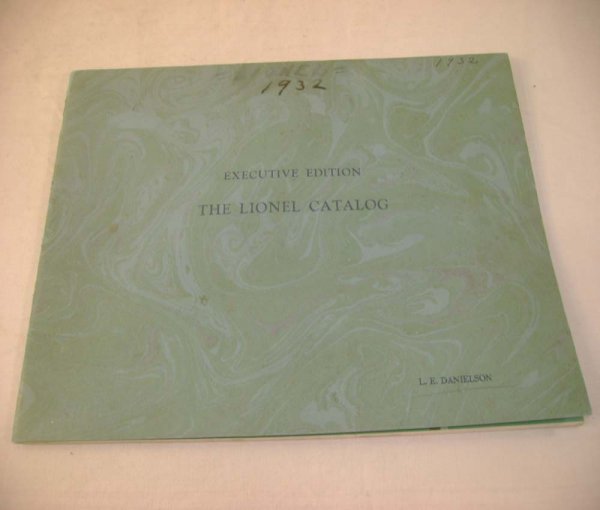 1932
1932
EXECUTIVE EDITION
THE LIONEL CATALOG
L. E. DANIELSON